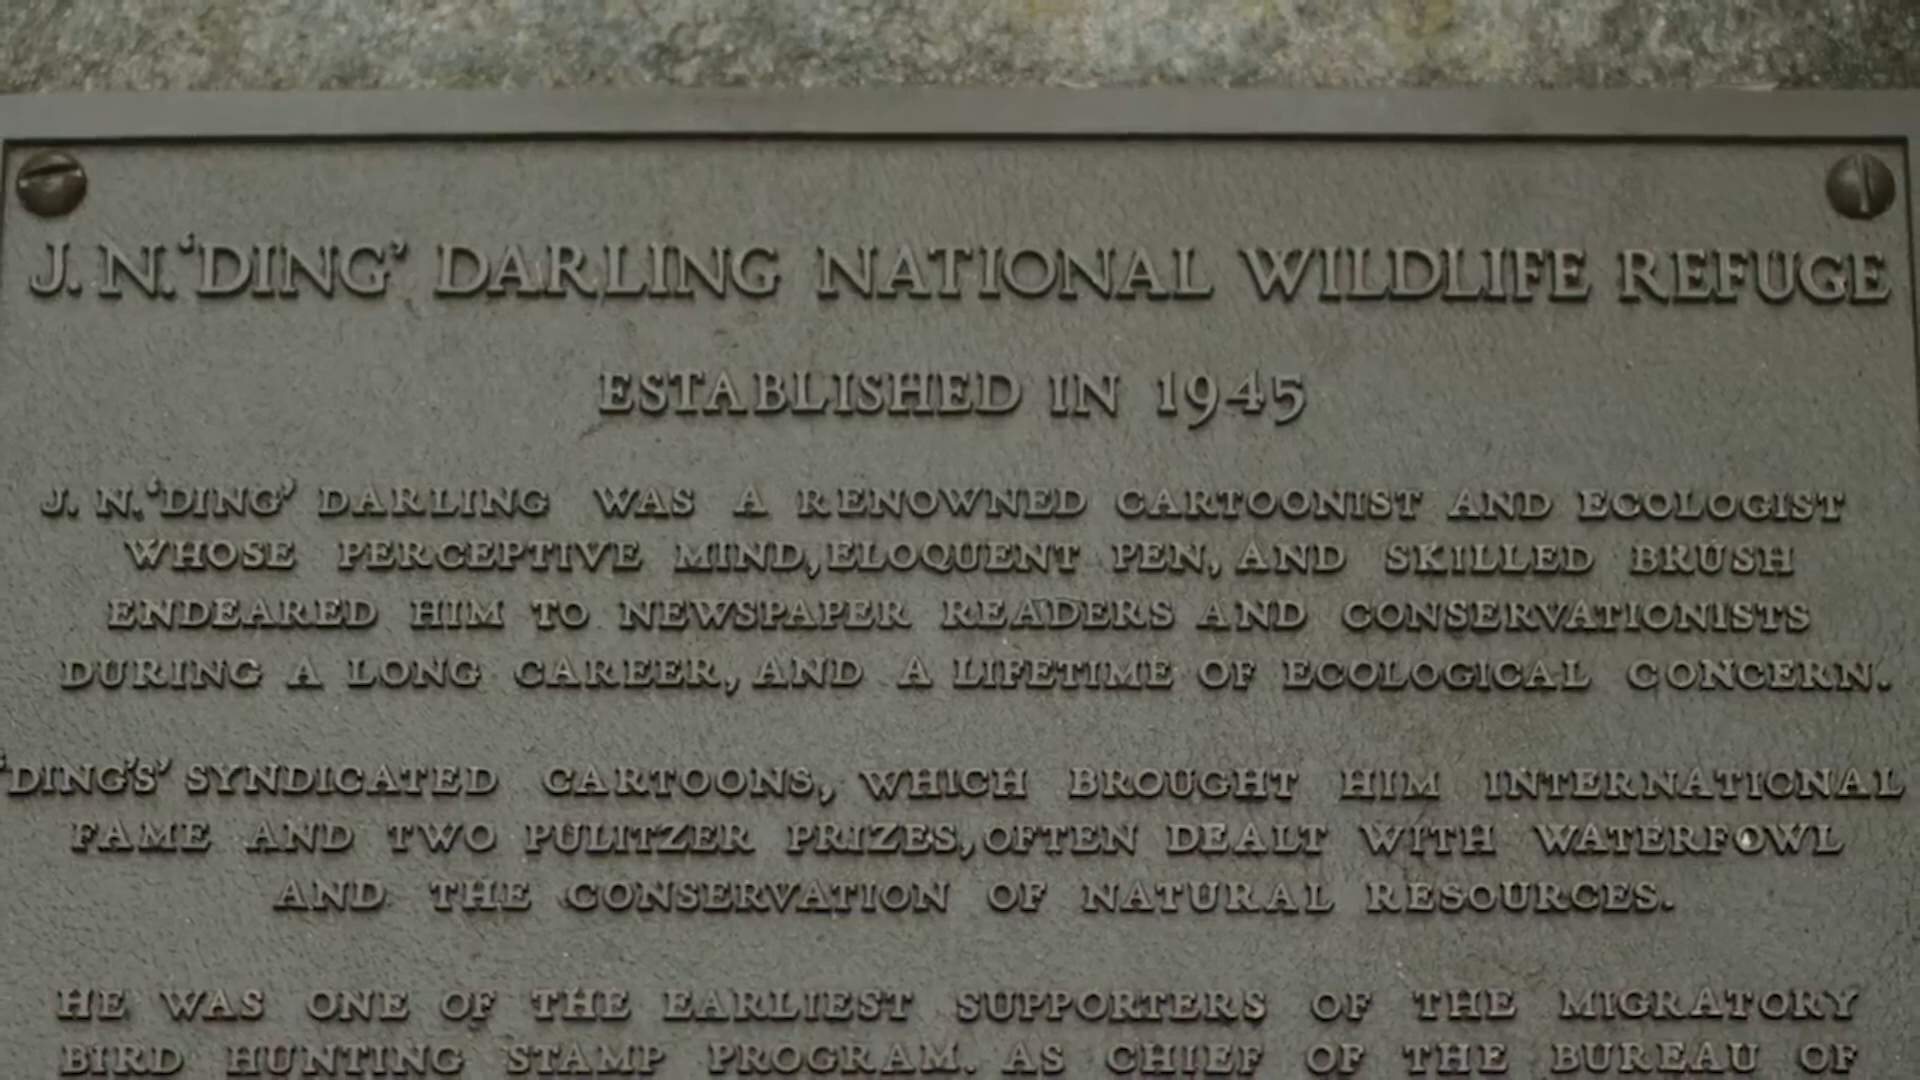 J. N. 'DING' DARLING NATIONAL WILDLIFE REFUGE
ESTABLISHED IN 1945
J. N. 'DING' DARLING WAS A RENOWNED CARTOONIST AND ECOLOGIST
WHOSE PERCEPTIVE MIND, ELOQUENT PEN, AND SKILLED BRUSH
ENDEARED HIM TO NEWSPAPER READERS AND CONSERVATIONISTS
DURING A LONG CAREER, AND A LIFETIME OF ECOLOGICAL CONCERN.
'DING'S' SYNDICATED CARTOONS, WHICH BROUGHT HIM INTERNATIONAL
FAME AND TWO PULITZER PRIZES, OFTEN DEALT WITH WATERFOWL
AND THE CONSERVATION OF NATURAL RESOURCES.
HE WAS ONE OF THE EARLIEST SUPPORTERS OF THE MIGRATORY
BIRD HUNTING STAMP PROGRAM. AS CHIEF OF THE BUREAU OF